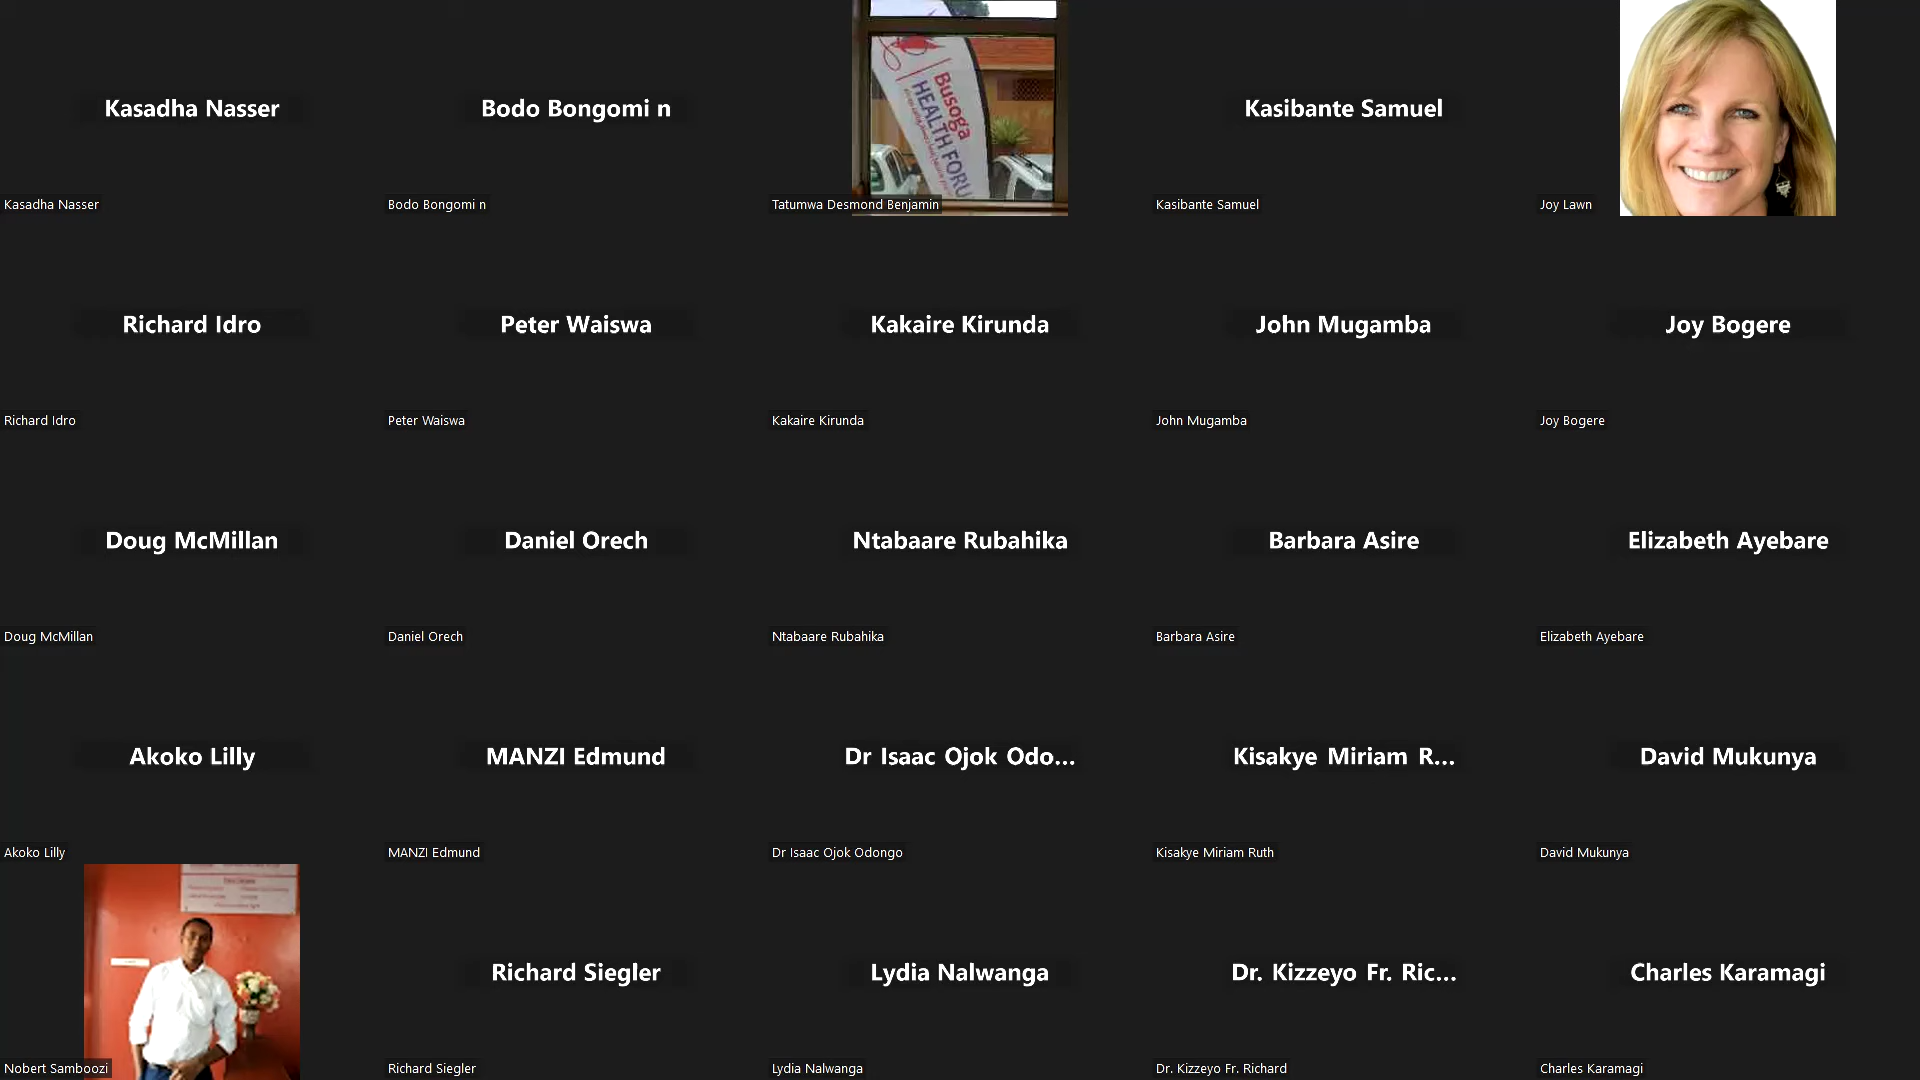 Kasadha Nasser
Bodo Bongomi n
Busoga
HEALTH FORU
Kasibante Samuel
Kasadha Nasser
Bodo Bongomi n
Tatumwa Desmond Benjamin
Kasibante Samuel
Joy Lawn
Richard Idro
Peter Waiswa
Kakaire Kirunda
John Mugamba
Joy Bogere
Richard Idro
Peter Waiswa
Kakaire Kirunda
John Mugamba
Joy Bogere
Doug McMillan
Daniel Orech
Ntabaare Rubahika
Barbara Asire
Elizabeth Ayebare
Doug McMillan
Daniel Orech
Ntabaare Rubahika
Barbara Asire
Elizabeth Ayebare
Akoko Lilly
MANZI Edmund
Dr Isaac Ojok Odo...
Kisakye Miriam R...
David Mukunya
Akoko Lilly
MANZI Edmund
Dr Isaac Ojok Odongo
Kisakye Miriam Ruth
David Mukunya
Richard Siegler
Lydia Nalwanga
Dr. Kizzeyo Fr. Ric...
Charles Karamagi
Nobert Samboozi
Richard Siegler
Lydia Nalwanga
Dr. Kizzeyo Fr. Richard
Charles Karamagi